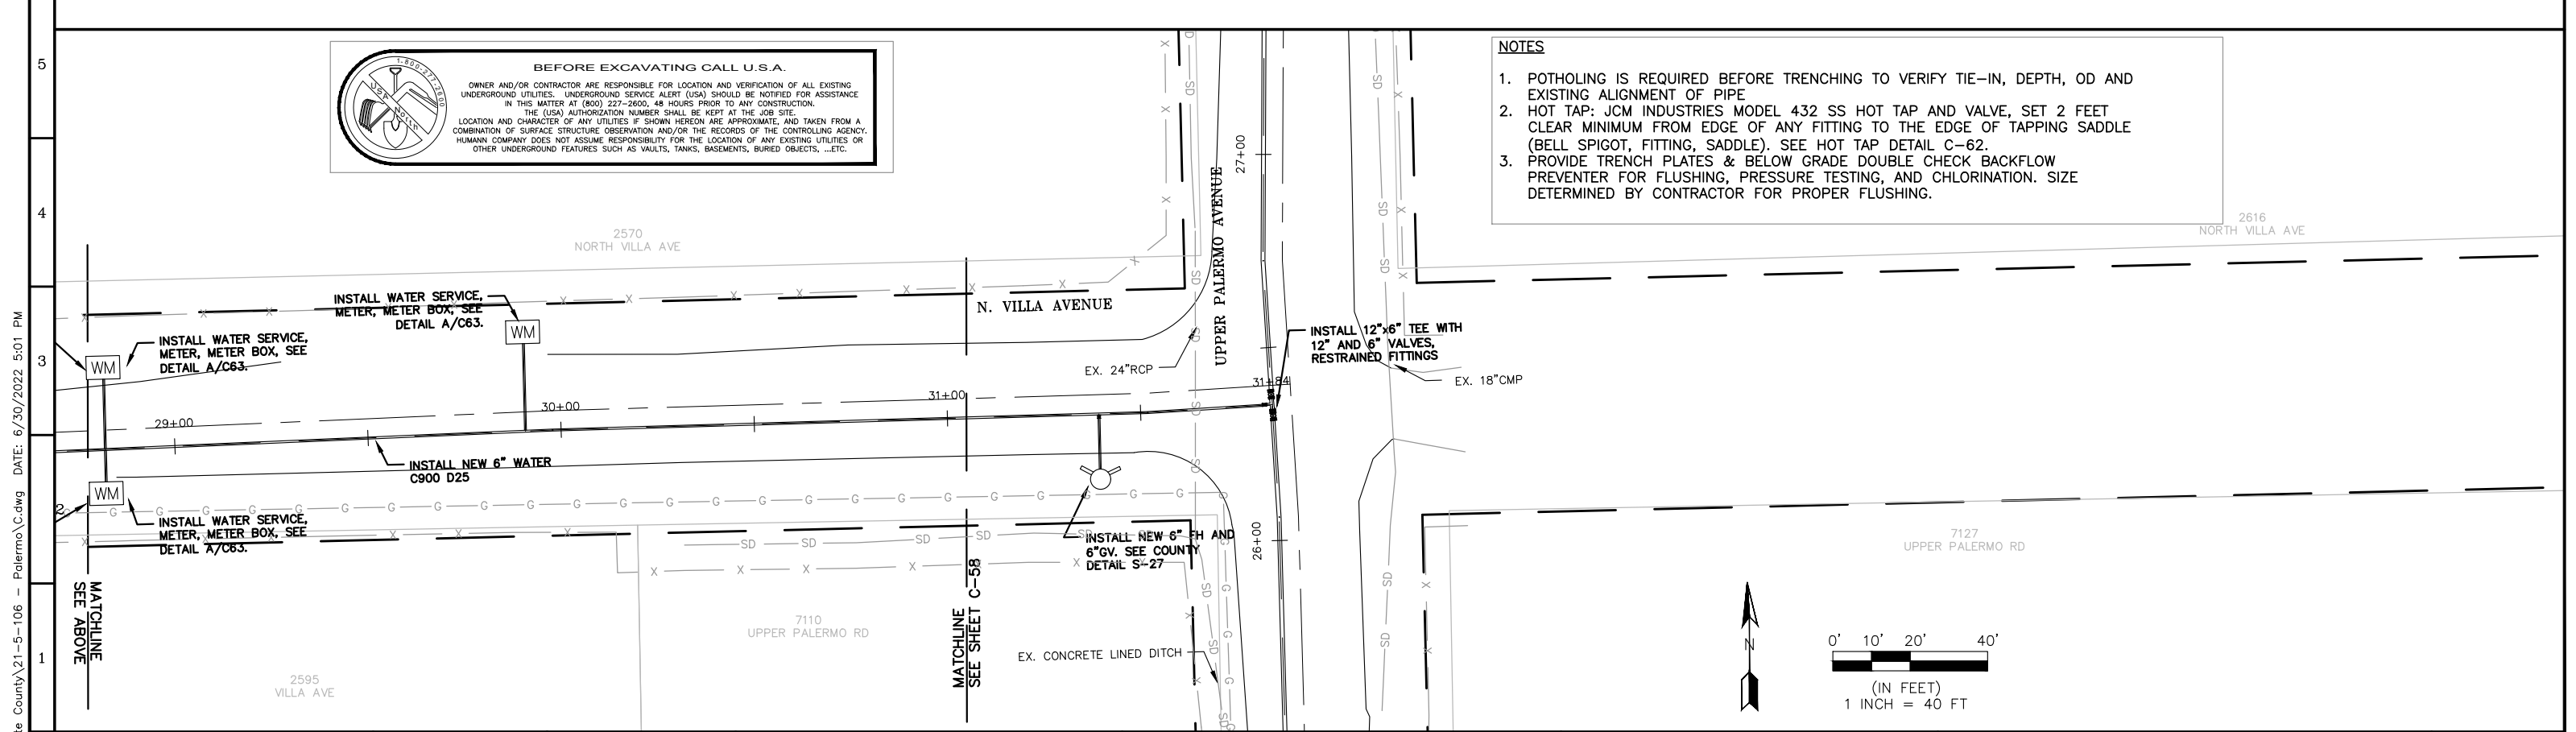 5
4
3
2
1
te County\21-5-106 - Palermo\C.dwg DATE: 6/30/2022 5:01 PM
1-800-277-2600
USA North
BEFORE EXCAVATING CALL U.S.A.
OWNER AND/OR CONTRACTOR ARE RESPONSIBLE FOR LOCATION AND VERIFICATION OF ALL EXISTING
UNDERGROUND UTILITIES. UNDERGROUND SERVICE ALERT (USA) SHOULD BE NOTIFIED FOR ASSISTANCE
IN THIS MATTER AT (800) 227-2600, 48 HOURS PRIOR TO ANY CONSTRUCTION.
THE (USA) AUTHORIZATION NUMBER SHALL BE KEPT AT THE JOB SITE.
LOCATION AND CHARACTER OF ANY UTILITIES IF SHOWN HEREON ARE APPROXIMATE, AND TAKEN FROM A
COMBINATION OF SURFACE STRUCTURE OBSERVATION AND/OR THE RECORDS OF THE CONTROLLING AGENCY.
HUMANN COMPANY DOES NOT ASSUME RESPONSIBILITY FOR THE LOCATION OF ANY EXISTING UTILITIES OR
OTHER UNDERGROUND FEATURES SUCH AS VAULTS, TANKS, BASEMENTS, BURIED OBJECTS, ...ETC.
NOTES
1. POTHOLING IS REQUIRED BEFORE TRENCHING TO VERIFY TIE-IN, DEPTH, OD AND
EXISTING ALIGNMENT OF PIPE
2. HOT TAP: JCM INDUSTRIES MODEL 432 SS HOT TAP AND VALVE, SET 2 FEET
CLEAR MINIMUM FROM EDGE OF ANY FITTING TO THE EDGE OF TAPPING SADDLE
(BELL SPIGOT, FITTING, SADDLE). SEE HOT TAP DETAIL C-62.
3. PROVIDE TRENCH PLATES & BELOW GRADE DOUBLE CHECK BACKFLOW
PREVENTER FOR FLUSHING, PRESSURE TESTING, AND CHLORINATION. SIZE
DETERMINED BY CONTRACTOR FOR PROPER FLUSHING.
2570
NORTH VILLA AVE
2616
NORTH VILLA AVE
27+00
UPPER PALERMO AVENUE
INSTALL WATER SERVICE,
METER, METER BOX, SEE
DETAIL A/C63.
WM
N. VILLA AVENUE
INSTALL WATER SERVICE,
METER, METER BOX, SEE
DETAIL A/C63.
WM
INSTALL 12"x6" TEE WITH
12" AND 6" VALVES,
RESTRAINED FITTINGS
EX. 24"RCP
EX. 18"CMP
29+00
30+00
31+00
31+84
INSTALL NEW 6" WATER
C900 D25
WM
INSTALL WATER SERVICE,
METER, METER BOX, SEE
DETAIL A/C63.
INSTALL NEW 6" FH AND
6"GV. SEE COUNTY
DETAIL S-27
26+00
7127
UPPER PALERMO RD
MATCHLINE
SEE ABOVE
MATCHLINE
SEE SHEET C-58
7110
UPPER PALERMO RD
EX. CONCRETE LINED DITCH
2595
VILLA AVE
N
0' 10' 20' 40'
(IN FEET)
1 INCH = 40 FT